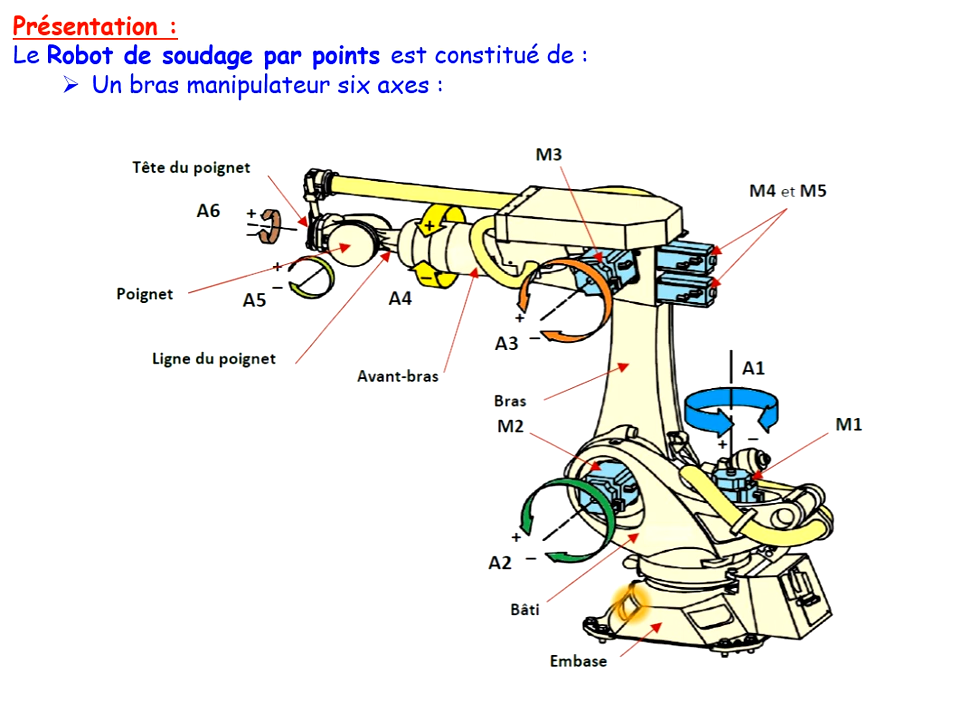 Présentation :
Le Robot de soudage par points est constitué de :
➢ Un bras manipulateur six axes :
M3
Tête du poignet
M4 et M5
A6
+
−
+
−
+
−
Poignet
A5
A4
+
−
A3
Ligne du poignet
A1
Avant-bras
Bras
M2
M1
+
−
+
−
A2
Bâti
Embase